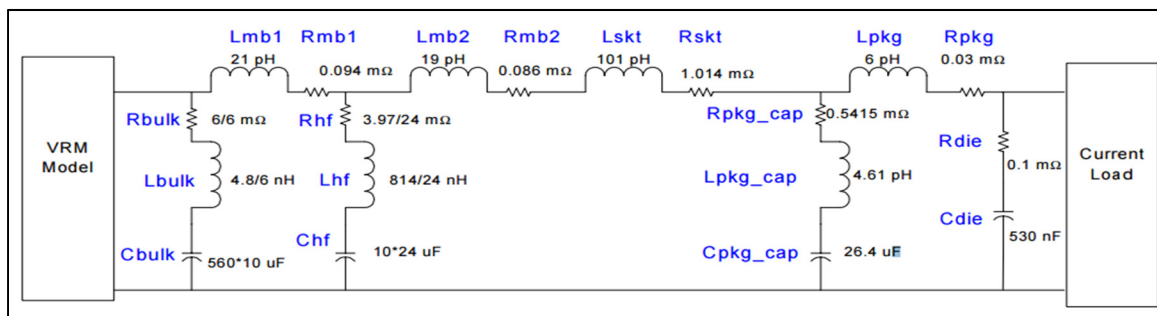 Lmb1 Rmb1 Lmb2 Rmb2 Lskt Rskt Lpkg Rpkg
21 pH 19 pH 101 pH 6 pH 0.03 mΩ
0.094 mΩ 0.086 mΩ 1.014 mΩ
Rbulk 6/6 mΩ Rhf 3.97/24 mΩ Rpkg_cap 0.5415 mΩ
VRM
Model
Rdie
Current
Load
0.1 mΩ
Lbulk 4.8/6 nH Lhf 814/24 nH Lpkg_cap 4.61 pH
Cdie
530 nF
Cbulk Chf Cpkg_cap
560*10 uF 10*24 uF 26.4 uF